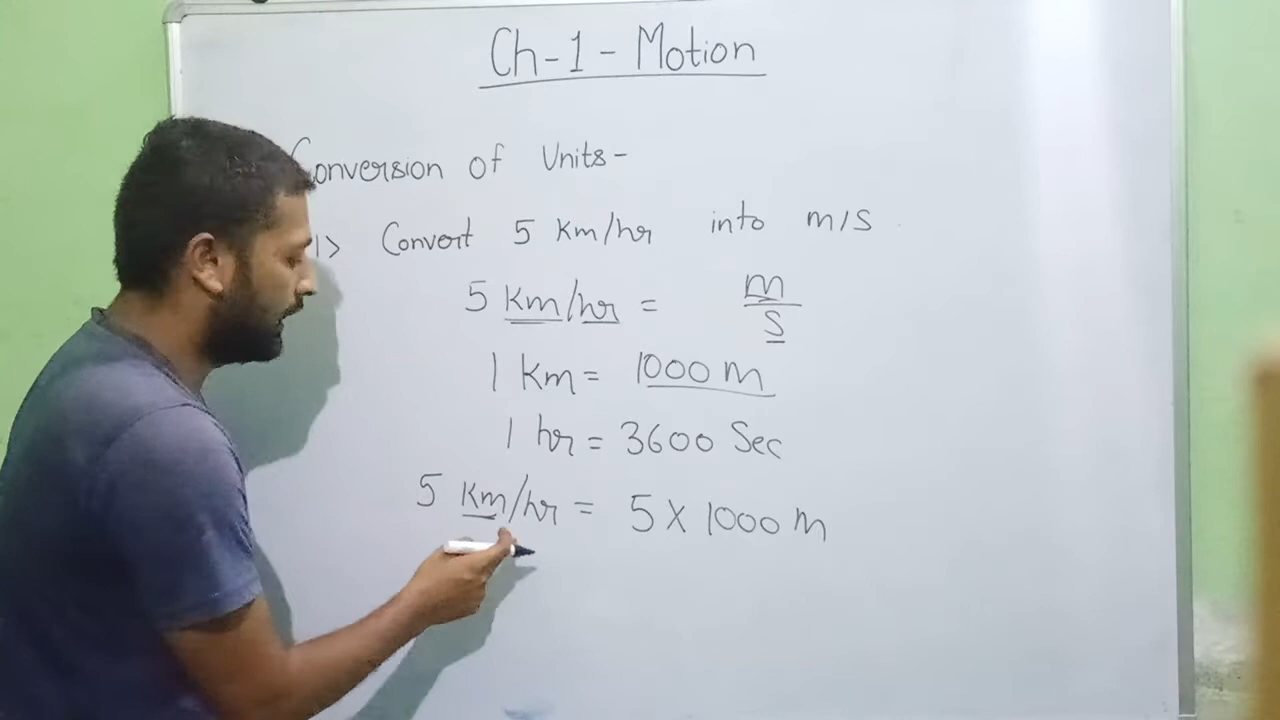 Ch-1- Motion
Conversion of Units-
1> Convert 5 Km/hr into m/s
5 Km/hr = m/s
1 Km= 1000 m
1 hr = 3600 Sec
5 Km/hr = 5 X 1000 m